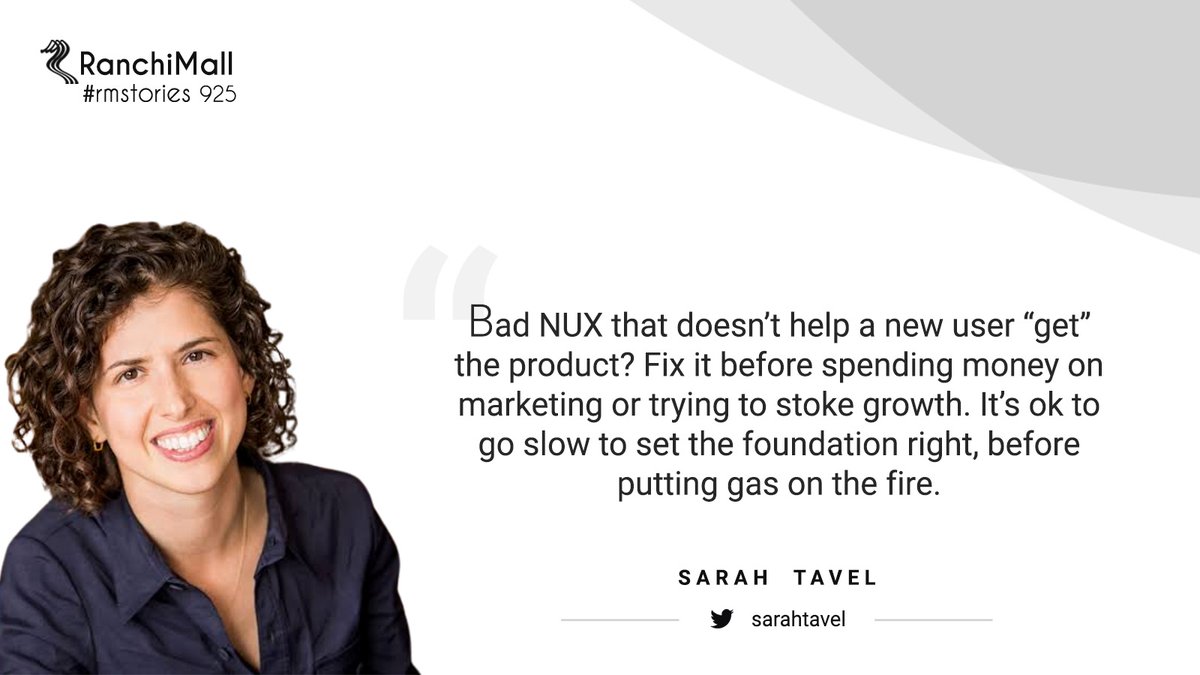 RanchiMall
#rmstories 925
“
Bad NUX that doesn’t help a new user “get”
the product? Fix it before spending money on
marketing or trying to stoke growth. It’s ok to
go slow to set the foundation right, before
putting gas on the fire.
SARAH TAVEL
sarahtavel